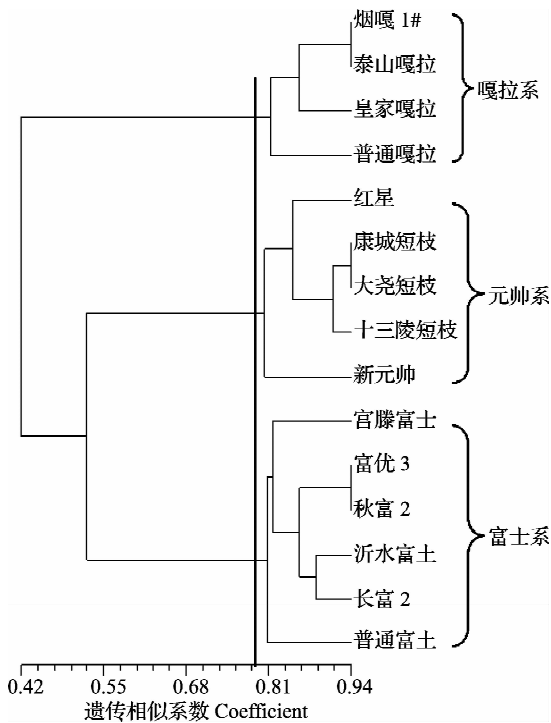 烟嘎 1#
泰山嘎拉
皇家嘎拉
普通嘎拉
嘎拉系
红星
康城短枝
大尧短枝
十三陵短枝
新元帅
元帅系
宫滕富士
富优 3
秋富 2
沂水富土
长富 2
普通富土
富士系
0.42 0.55 0.68 0.81 0.94
遗传相似系数 Coefficient